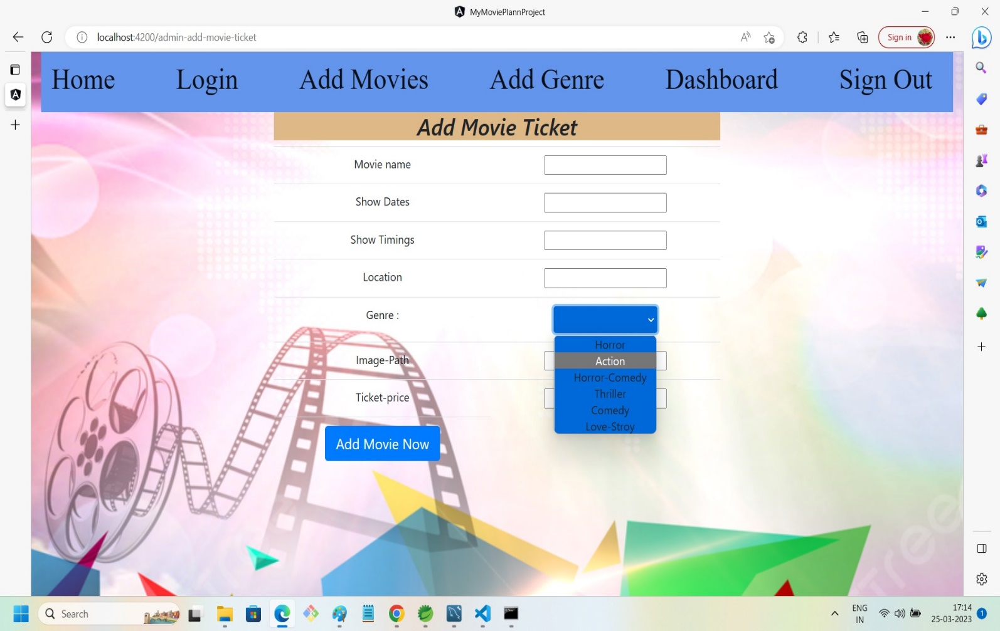 MyMoviePlannProject
localhost:4200/admin-add-movie-ticket
Sign in
Home Login Add Movies Add Genre Dashboard Sign Out
Add Movie Ticket
Movie name
Show Dates
Show Timings
Location
Genre :
Horror
Image-Path
Action
Horror-Comedy
Thriller
Ticket-price
Comedy
Love-Stroy
Add Movie Now
Search
ENG
IN
17:14
25-03-2023
1